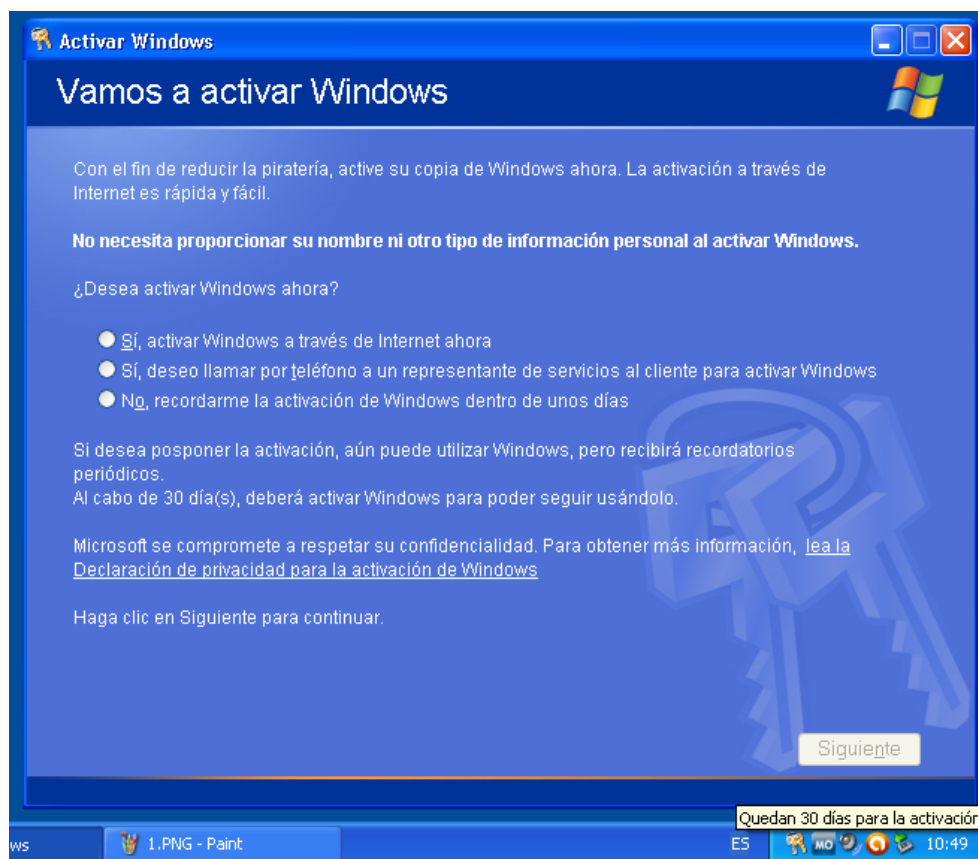 Activar Windows
Vamos a activar Windows
Con el fin de reducir la piratería, active su copia de Windows ahora. La activación a través de
Internet es rápida y fácil.
No necesita proporcionar su nombre ni otro tipo de información personal al activar Windows.
¿Desea activar Windows ahora?
Sí, activar Windows a través de Internet ahora
Sí, deseo llamar por teléfono a un representante de servicios al cliente para activar Windows
No, recordarme la activación de Windows dentro de unos días
Si desea posponer la activación, aún puede utilizar Windows, pero recibirá recordatorios
periódicos.
Al cabo de 30 día(s), deberá activar Windows para poder seguir usándolo.
Microsoft se compromete a respetar su confidencialidad. Para obtener más información, lea la
Declaración de privacidad para la activación de Windows
Haga clic en Siguiente para continuar.
Siguiente
Quedan 30 días para la activación
ws 1.PNG - Paint ES MO 10:49